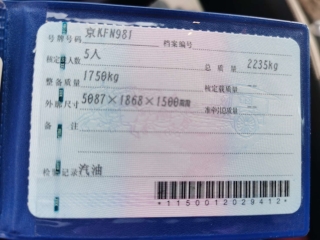 号牌号码 京KFN981 档案编号
核定载人数 5人 总质量 2235kg
整备质量 1750kg 核定载质量 --
外廓尺寸 5087×1868×1500mm 准牵引总质量 --
备注
检验记录 汽油
*1150012029412*